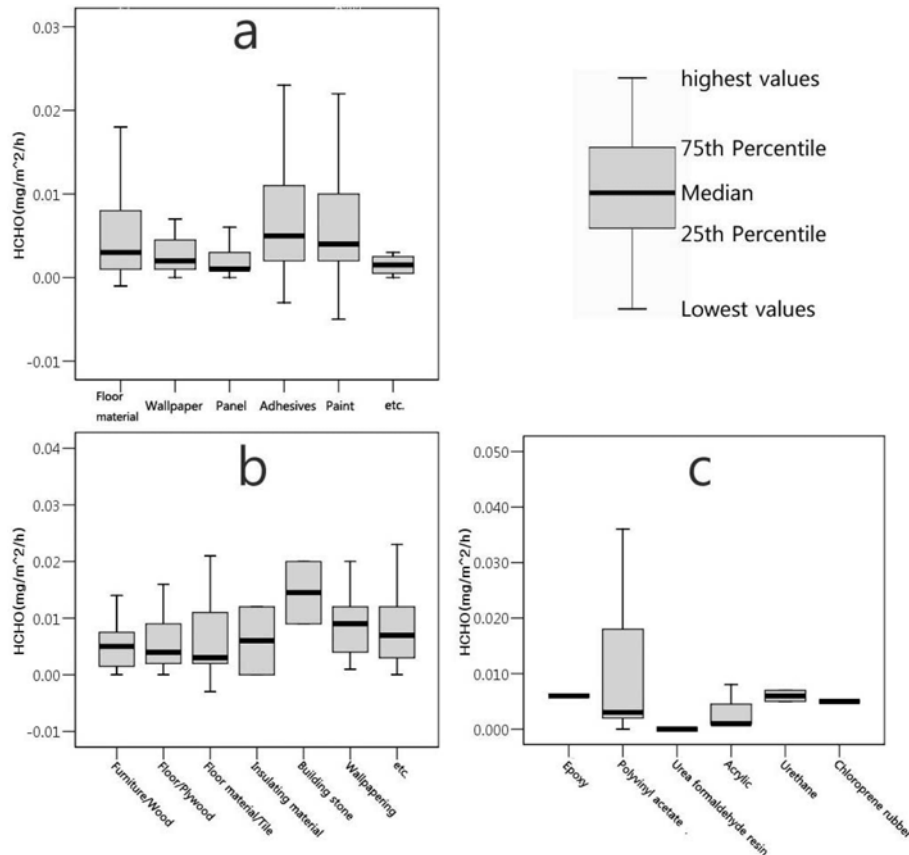 a
HCHO(mg/m^2/h)
0.03
0.02
0.01
0.00
-0.01
Floor material
Wallpaper
Panel
Adhesives
Paint
etc.
highest values
75th Percentile
Median
25th Percentile
Lowest values
b
HCHO(mg/m^2/h)
0.04
0.03
0.02
0.01
0.00
-0.01
Furniture/Wood
Floor/Plywood
Floor material/Tile
Insulating material
Building stone
Wallpapering
etc.
c
HCHO(mg/m^2/h)
0.050
0.040
0.030
0.020
0.010
0.000
Epoxy
Polyvinyl acetate
Urea formaldehyde resin
Acrylic
Urethane
Chloroprene rubber